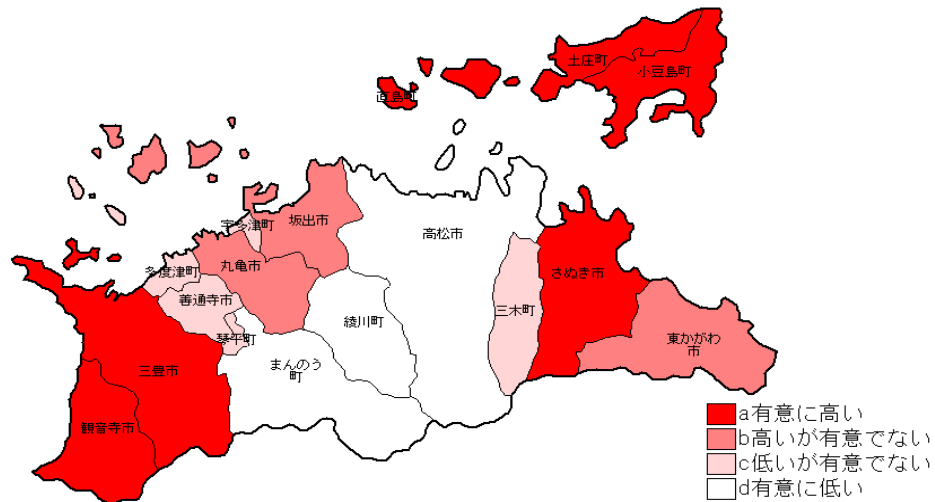 土庄町
小豆島町
直島町
宇多津町
坂出市
高松市
多度津町
丸亀市
さぬき市
善通寺市
三木町
綾川町
琴平町
まんのう
町
東かがわ
市
三豊市
観音寺市
a有意に高い
b高いが有意でない
c低いが有意でない
d有意に低い